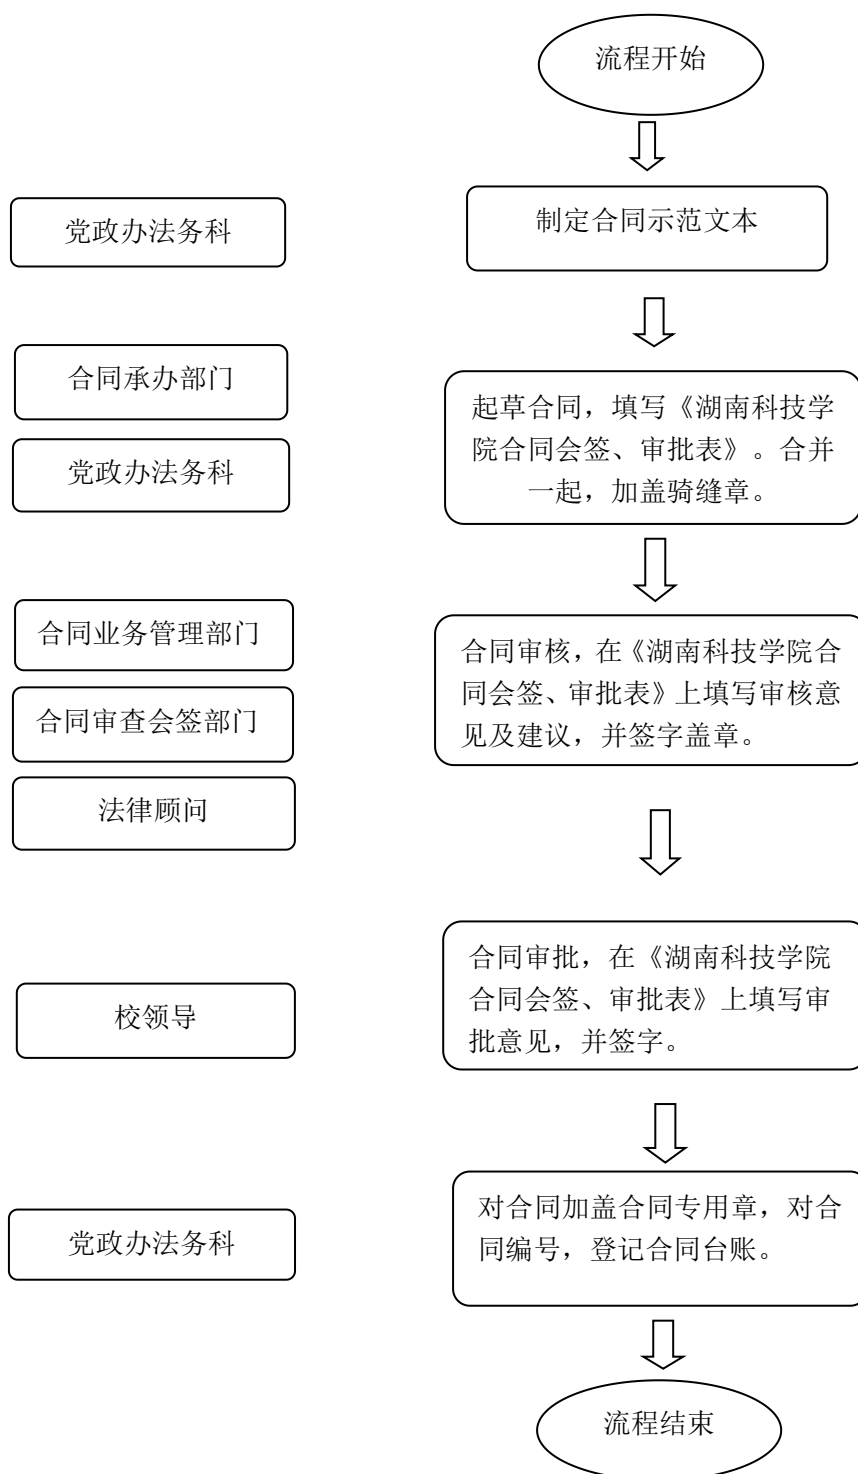 流程开始
党政办法务科
制定合同示范文本
合同承办部门
党政办法务科
起草合同，填写《湖南科技学
院合同会签、审批表》。合并
一起，加盖骑缝章。
合同业务管理部门
合同审查会签部门
法律顾问
合同审核，在《湖南科技学院合
同会签、审批表》上填写审核意
见及建议，并签字盖章。
校领导
合同审批，在《湖南科技学院
合同会签、审批表》上填写审
批意见，并签字。
党政办法务科
对合同加盖合同专用章，对合
同编号，登记合同台账。
流程结束